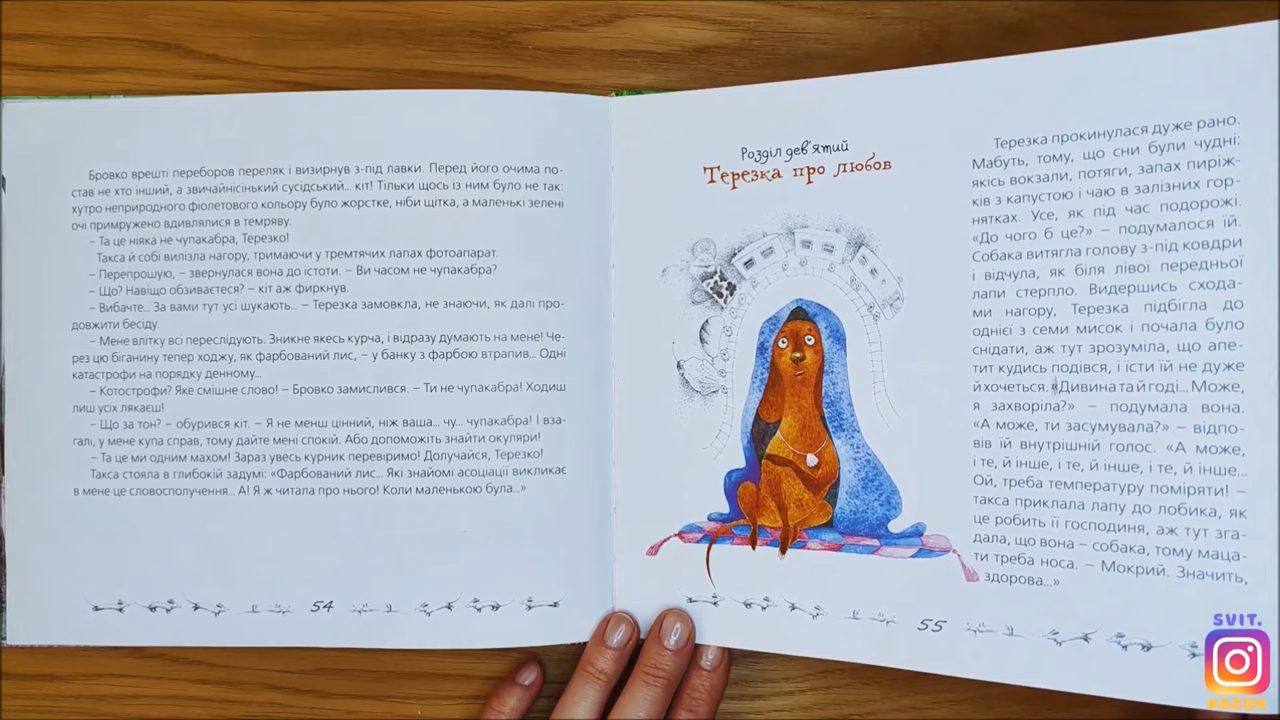 Бровко врешті переборов переляк і визирнув з-під лавки. Перед його очима по-
став не хто інший, а звичайнісінький сусідський... кіт! Тільки щось із ним було не так:
хутро неприродного фіолетового кольору було жорстке, ніби щітка, а маленькі зелені
очі примружено вдивлялися в темряву.
– Та це ніяка не чупакабра, Терезко!
Такса й собі вилізла нагору, тримаючи у тремтячих лапах фотоапарат.
– Перепрошую, – звернулася вона до істоти. – Ви часом не чупакабра?
– Що? Навіщо обзиваєтеся? – кіт аж фиркнув.
– Вибачте... За вами тут усі шукають... – Терезка замовкла, не знаючи, як далі про-
довжити бесіду.
– Мене влітку всі переслідують. Зникне якесь курча, і відразу думають на мене! Че-
рез цю біганину тепер ходжу, як фарбований лис, – у банку з фарбою втрапив... Одні
катастрофи на порядку денному...
– Котострофи? Яке смішне слово! – Бровко замислився. – Ти не чупакабра! Ходиш
лиш усіх лякаєш!
– Що за тон? – обурився кіт. – Я не менш цінний, ніж ваша... чу... чупакабра! І вза-
галі, у мене купа справ, тому дайте мені спокій. Або допоможіть знайти окуляри!
– Та це ми одним махом! Зараз увесь курник перевіримо! Долучайся, Терезко!
Такса стояла в глибокій задумі: «Фарбований лис... Які знайомі асоціації викликає
в мене це словосполучення... А! Я ж читала про нього! Коли маленькою була...»
54
Розділ дев'ятий
Терезка про любов
Терезка прокинулася дуже рано.
Мабуть, тому, що сни були чудні:
якісь вокзали, потяги, запах пиріж-
ків з капустою і чаю в залізних гор-
нятках. Усе, як під час подорожі.
«До чого б це?» – подумалося їй.
Собака витягла голову з-під ковдри
і відчула, як біля лівої передньої
лапи стерпло. Видершись схода-
ми нагору, Терезка підбігла до
однієї з семи мисок і почала було
снідати, аж тут зрозуміла, що апе-
тит кудись подівся, і їсти їй не дуже
й хочеться. «Дивина та й годі... Може,
я захворіла?» – подумала вона.
«А може, ти засумувала?» – відпо-
вів їй внутрішній голос. «А може,
і те, й інше, і те, й інше, і те, й інше...
Ой, треба температуру поміряти! –
такса приклала лапу до лобика, як
це робить її господиня, аж тут зга-
дала, що вона – собака, тому маца-
ти треба носа. – Мокрий. Значить,
здорова...»
55
SVIT.
KAZOK